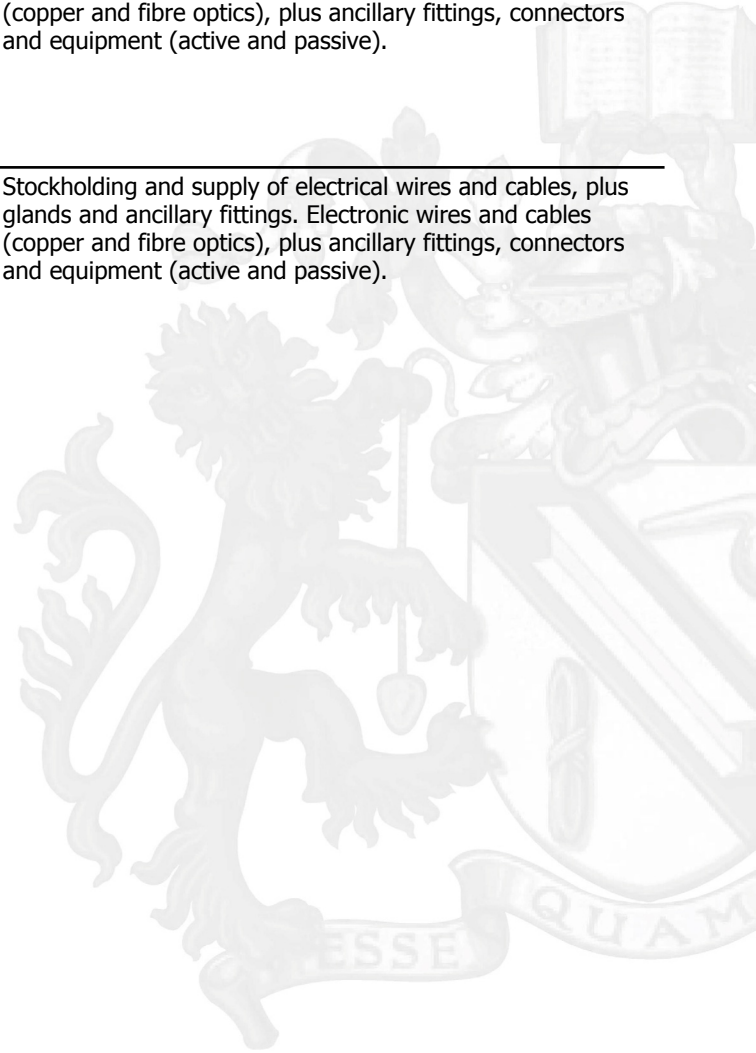 (copper and fibre optics), plus ancillary fittings, connectors
and equipment (active and passive).
Stockholding and supply of electrical wires and cables, plus
glands and ancillary fittings. Electronic wires and cables
(copper and fibre optics), plus ancillary fittings, connectors
and equipment (active and passive).
ESSE QUAM